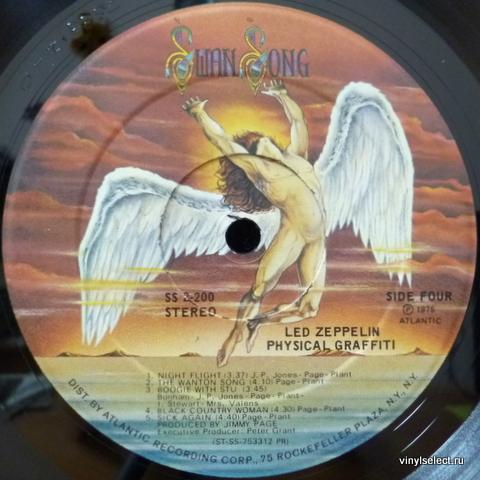 SWAN SONG
SS 2-200
STEREO
SIDE FOUR
Ⓟ 1975
ATLANTIC
LED ZEPPELIN
PHYSICAL GRAFFITI
1. NIGHT FLIGHT (3.37) J.P. Jones-Page-Plant
2. THE WANTON SONG (4.10) Page-Plant
3. BOOGIE WITH STU (3.45)
Bonham-J.P. Jones-Page-Plant-
I. Stewart-Mrs. Valens
4. BLACK COUNTRY WOMAN (4.30) Page-Plant
5. SICK AGAIN (4.40) Page-Plant
PRODUCED BY JIMMY PAGE
Executive Producer: Peter Grant
(ST-SS-753312 PR)
DIST. BY ATLANTIC RECORDING CORP., 75 ROCKEFELLER PLAZA, N.Y., N.Y.
vinylselect.ru